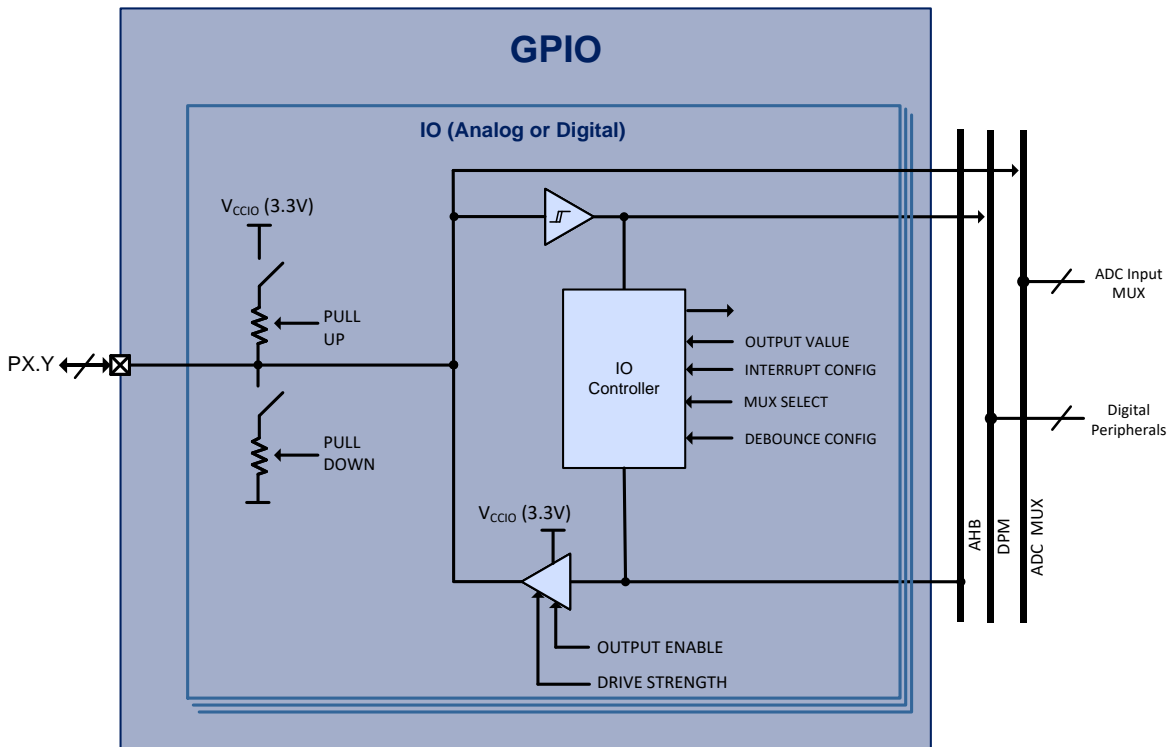 GPIO
IO (Analog or Digital)
VCCIO (3.3V)
PULL
UP
PX.Y
PULL
DOWN
IO
Controller
OUTPUT VALUE
INTERRUPT CONFIG
MUX SELECT
DEBOUNCE CONFIG
VCCIO (3.3V)
OUTPUT ENABLE
DRIVE STRENGTH
AHB
DPM
ADC MUX
ADC Input
MUX
Digital
Peripherals